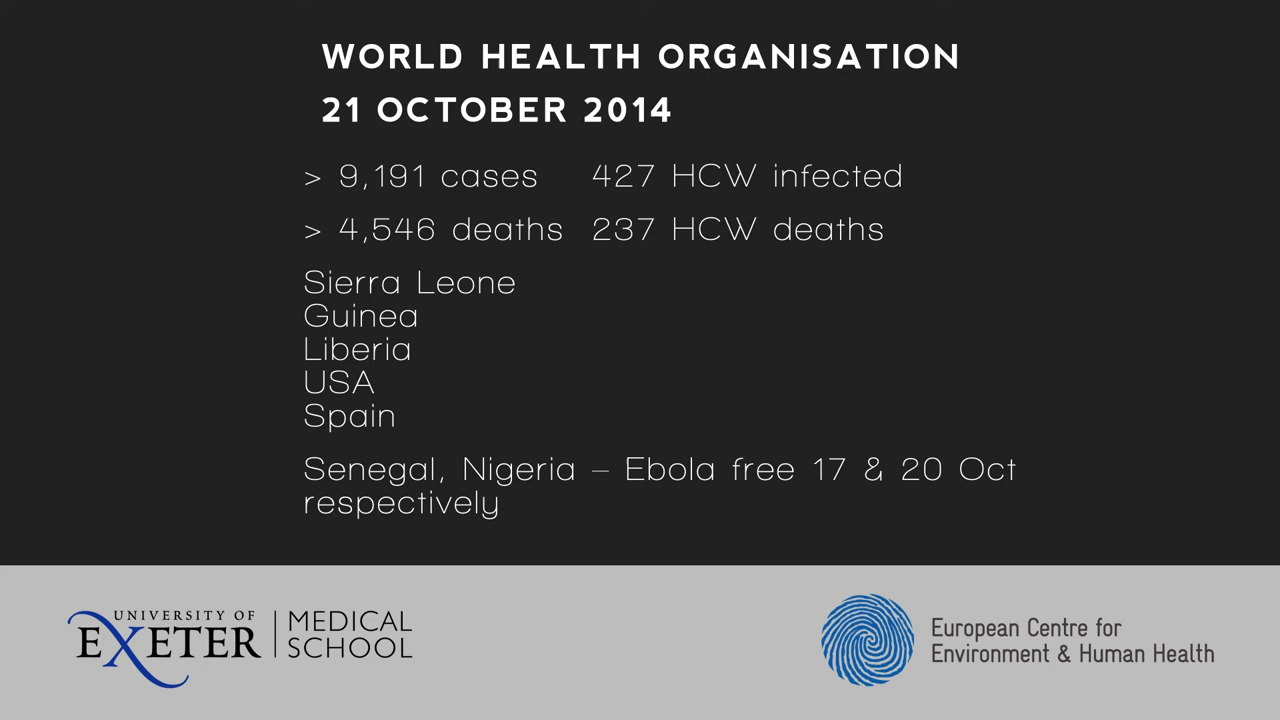 WORLD HEALTH ORGANISATION
21 OCTOBER 2014
> 9,191 cases 427 HCW infected
> 4,546 deaths 237 HCW deaths
Sierra Leone
Guinea
Liberia
USA
Spain
Senegal, Nigeria – Ebola free 17 & 20 Oct
respectively
UNIVERSITY OF
EXETER
MEDICAL
SCHOOL
European Centre for
Environment & Human Health